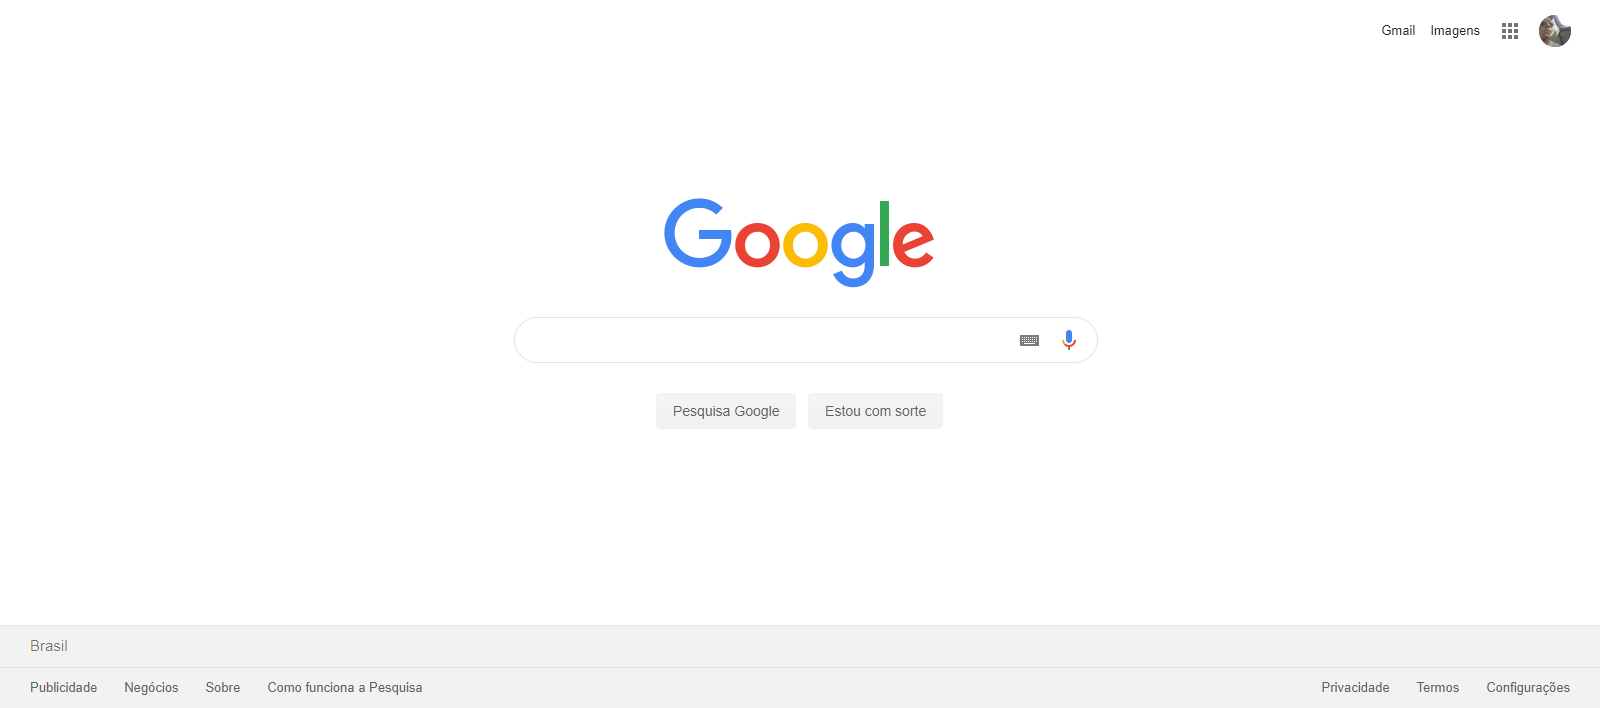 Gmail Imagens
Google
Pesquisa Google Estou com sorte
Brasil
Publicidade Negócios Sobre Como funciona a Pesquisa Privacidade Termos Configurações